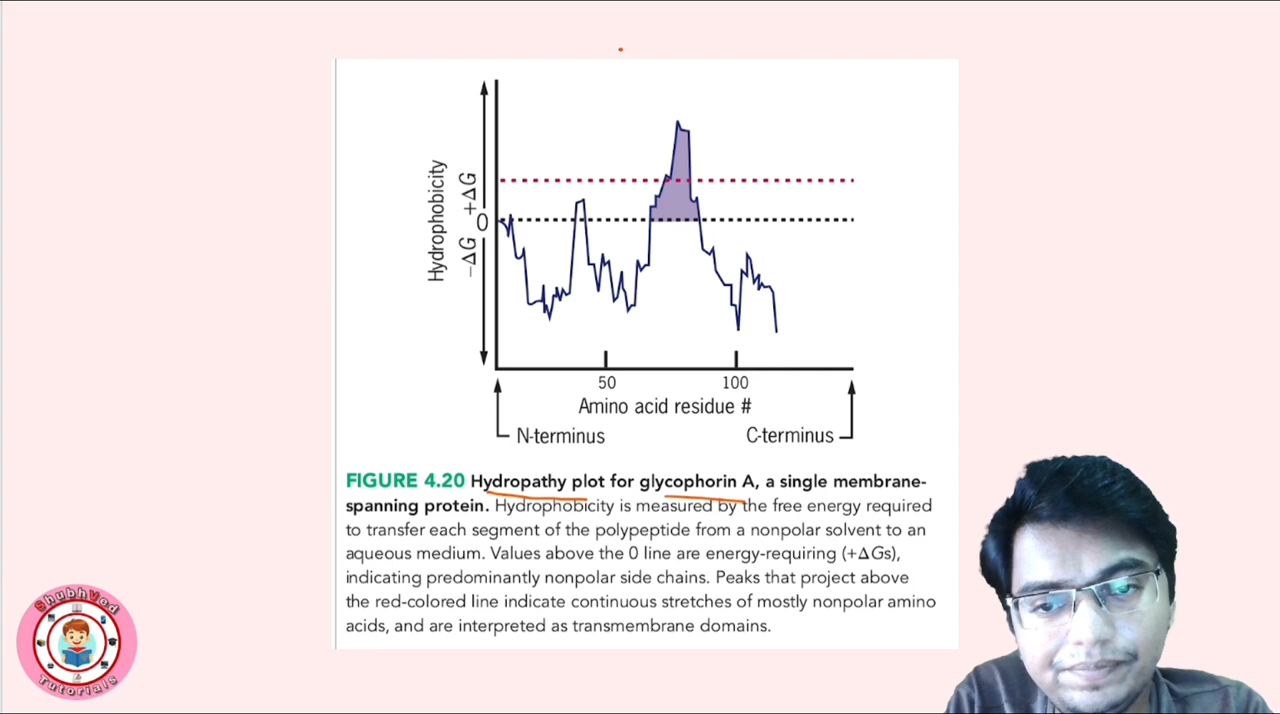 Hydrophobicity
+ΔG
0
−ΔG
50
100
Amino acid residue #
N-terminus
C-terminus
FIGURE 4.20 Hydropathy plot for glycophorin A, a single membrane-
spanning protein. Hydrophobicity is measured by the free energy required
to transfer each segment of the polypeptide from a nonpolar solvent to an
aqueous medium. Values above the 0 line are energy-requiring (+ΔGs),
indicating predominantly nonpolar side chains. Peaks that project above
the red-colored line indicate continuous stretches of mostly nonpolar amino
acids, and are interpreted as transmembrane domains.
ShubhVed
Tutorials